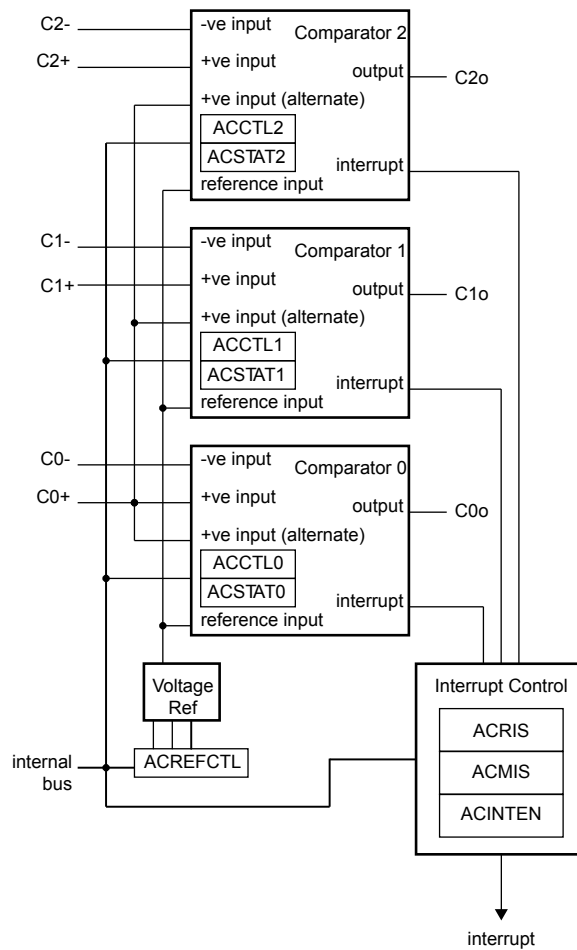 C2-
-ve input
Comparator 2
C2+
+ve input
output
C2o
+ve input (alternate)
ACCTL2
ACSTAT2
interrupt
reference input
C1-
-ve input
Comparator 1
C1+
+ve input
output
C1o
+ve input (alternate)
ACCTL1
ACSTAT1
interrupt
reference input
C0-
-ve input
Comparator 0
C0+
+ve input
output
C0o
+ve input (alternate)
ACCTL0
ACSTAT0
interrupt
reference input
Voltage
Ref
Interrupt Control
ACRIS
internal
bus
ACREFCTL
ACMIS
ACINTEN
interrupt